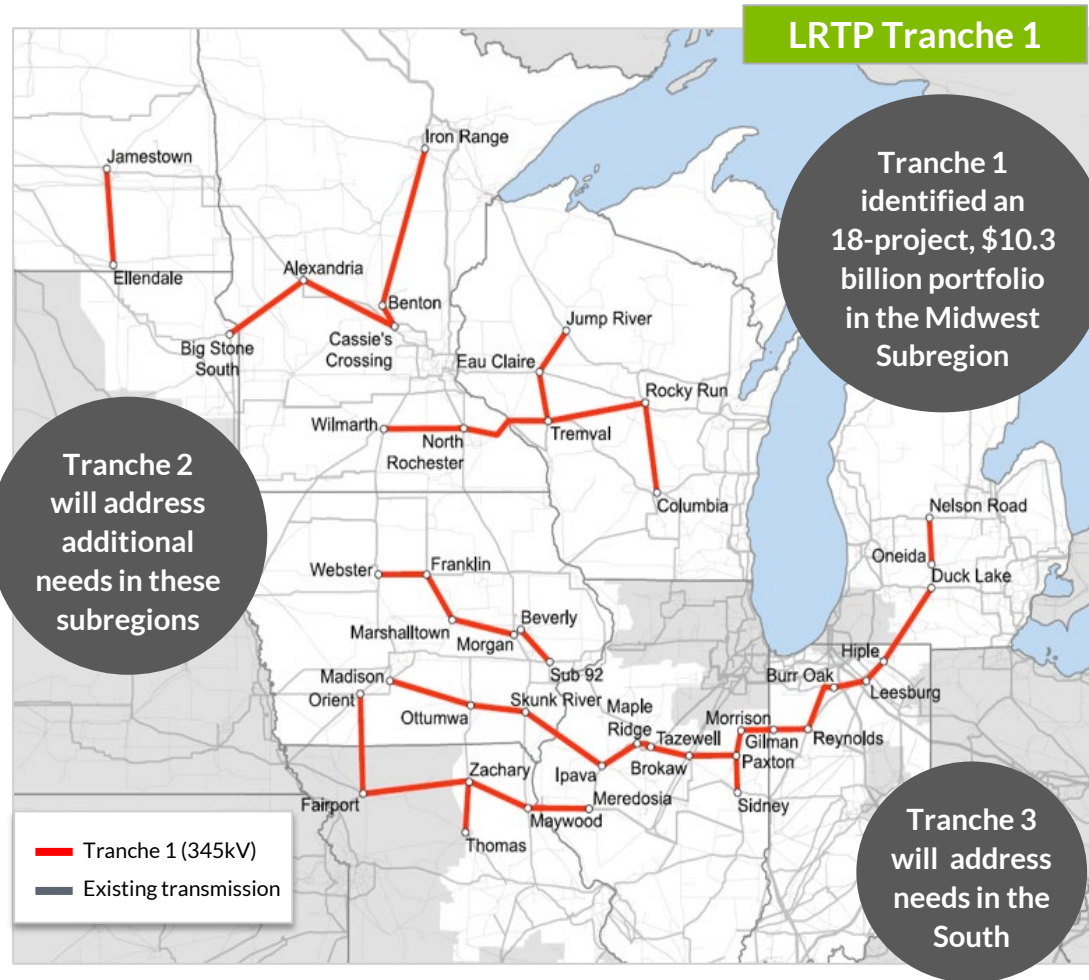 LRTP Tranche 1
Tranche 1
identified an
18-project, $10.3
billion portfolio
in the Midwest
Subregion
Iron Range
Jamestown
Ellendale
Alexandria
Benton
Cassie's
Crossing
Big Stone
South
Jump River
Eau Claire
Rocky Run
Wilmarth
North
Rochester
Tremval
Columbia
Tranche 2
will address
additional
needs in these
subregions
Nelson Road
Oneida
Duck Lake
Webster
Franklin
Marshalltown
Beverly
Morgan
Sub 92
Hiple
Burr Oak
Leesburg
Madison
Orient
Ottumwa
Skunk River
Maple
Ridge
Tazewell
Morrison
Gilman
Reynolds
Brokaw
Paxton
Ipava
Zachary
Fairport
Meredosia
Maywood
Sidney
Thomas
Tranche 3
will address
needs in the
South
Tranche 1 (345kV)
Existing transmission